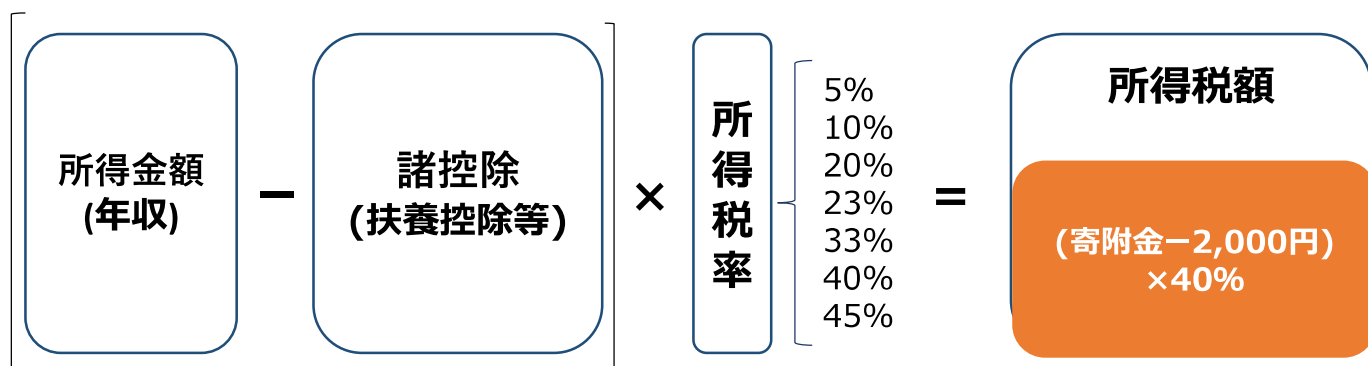 所得金額
(年収)
－
諸控除
(扶養控除等)
×
所得税率
5%
10%
20%
23%
33%
40%
45%
=
所得税額
(寄附金ー2,000円)
×40%